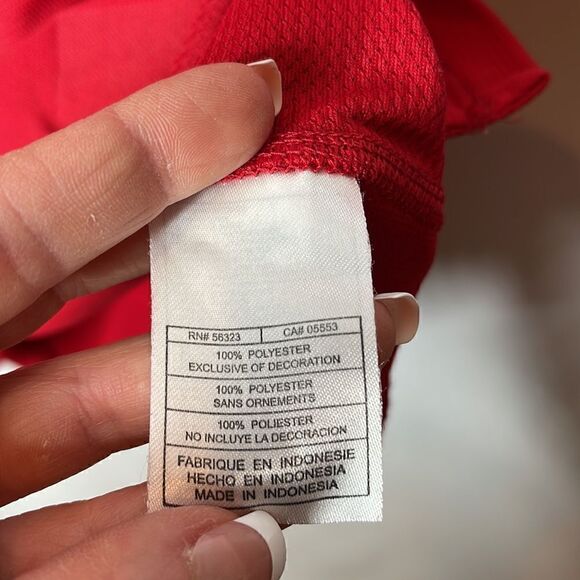 RN# 56323 CA# 05553
100% POLYESTER
EXCLUSIVE OF DECORATION
100% POLYESTER
SANS ORNEMENTS
100% POLIESTER
NO INCLUYE LA DECORACION
FABRIQUE EN INDONESIE
HECHO EN INDONESIA
MADE IN INDONESIA